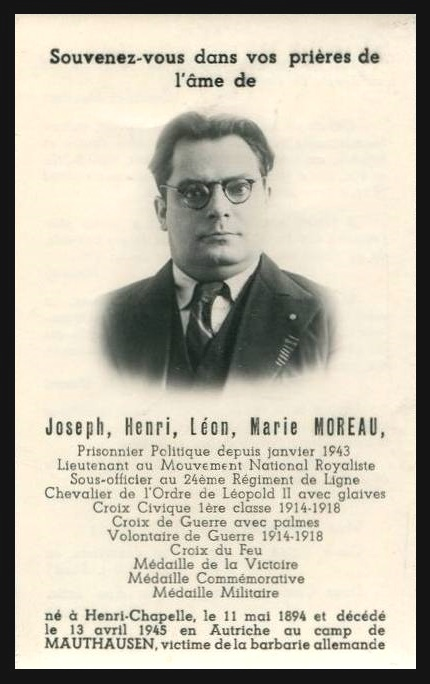 Souvenez-vous dans vos prières de
l'âme de
Joseph, Henri, Léon, Marie MOREAU,
Prisonnier Politique depuis janvier 1943
Lieutenant au Mouvement National Royaliste
Sous-officier au 24ème Régiment de Ligne
Chevalier de l'Ordre de Léopold II avec glaives
Croix Civique 1ère classe 1914-1918
Croix de Guerre avec palmes
Volontaire de Guerre 1914-1918
Croix du Feu
Médaille de la Victoire
Médaille Commémorative
Médaille Militaire
né à Henri-Chapelle, le 11 mai 1894 et décédé
le 13 avril 1945 en Autriche au camp de
MAUTHAUSEN, victime de la barbarie allemande